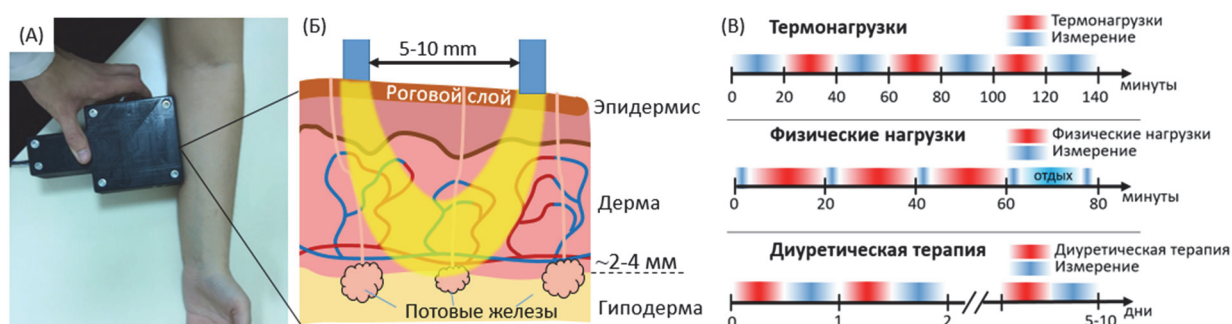 (А)
(Б)
5-10 mm
Роговой слой
Эпидермис
Дерма
~2-4 мм
Потовые железы
Гиподерма
(В)
Термонагрузки
Термонагрузки
Измерение
0 20 40 60 80 100 120 140
минуты
Физические нагрузки
Физические нагрузки
Измерение
отдых
0 20 40 60 80
минуты
Диуретическая терапия
Диуретическая терапия
Измерение
0 1 2 5-10
дни